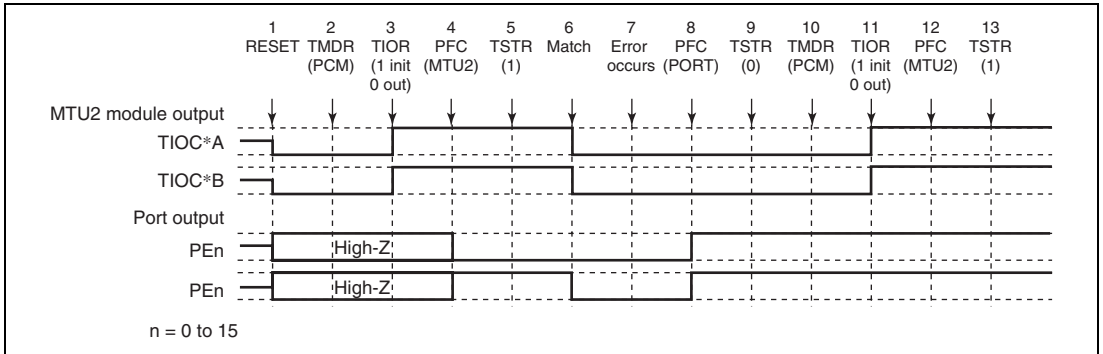 1 2 3 4 5 6 7 8 9 10 11 12 13
RESET TMDR TIOR PFC TSTR Match Error PFC TSTR TMDR TIOR PFC TSTR
(PCM) (1 init (MTU2) (1) occurs (PORT) (0) (PCM) (1 init (MTU2) (1)
0 out) 0 out)
MTU2 module output
TIOC*A
TIOC*B
Port output
PEn High-Z
PEn High-Z
n = 0 to 15